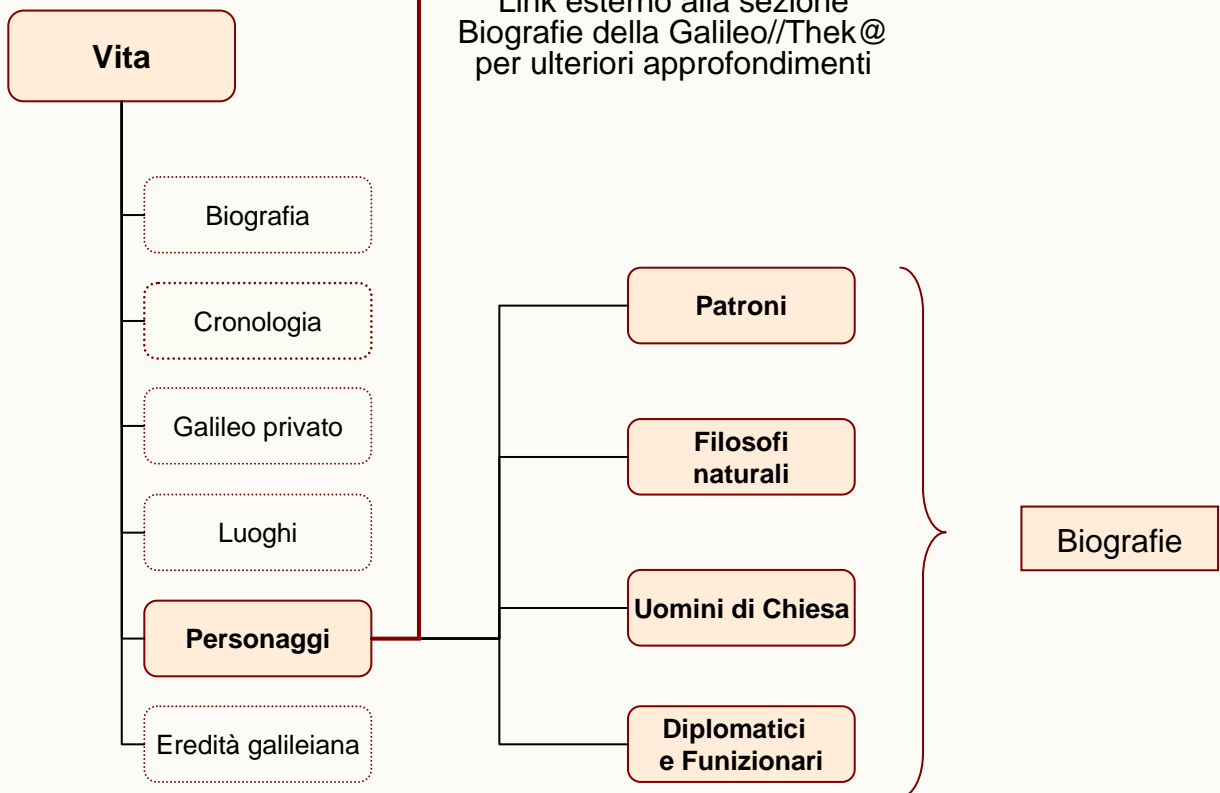 Link esterno alla sezione
Biografie della Galileo//Thek@
per ulteriori approfondimenti
Vita
Biografia
Cronologia
Galileo privato
Luoghi
Personaggi
Eredità galileiana
Patroni
Filosofi
naturali
Uomini di Chiesa
Diplomatici
e Funizionari
Biografie